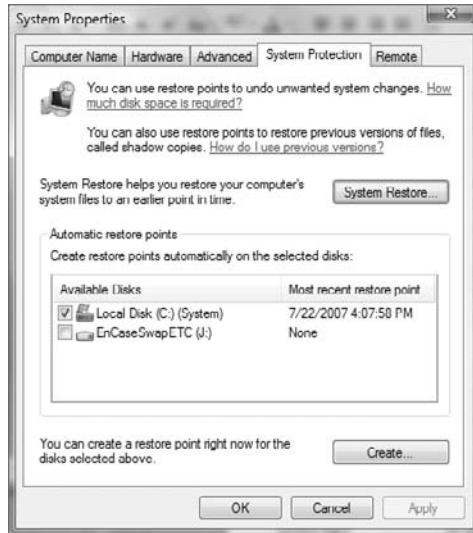 System Properties
Computer Name Hardware Advanced System Protection Remote
You can use restore points to undo unwanted system changes. How
much disk space is required?
You can also use restore points to restore previous versions of files,
called shadow copies. How do I use previous versions?
System Restore helps you restore your computer's
system files to an earlier point in time.
System Restore...
Automatic restore points
Create restore points automatically on the selected disks:
Available Disks Most recent restore point
Local Disk (C:) (System) 7/22/2007 4:07:58 PM
EnCaseSwapETC (J:) None
You can create a restore point right now for the
disks selected above.
Create...
OK Cancel Apply